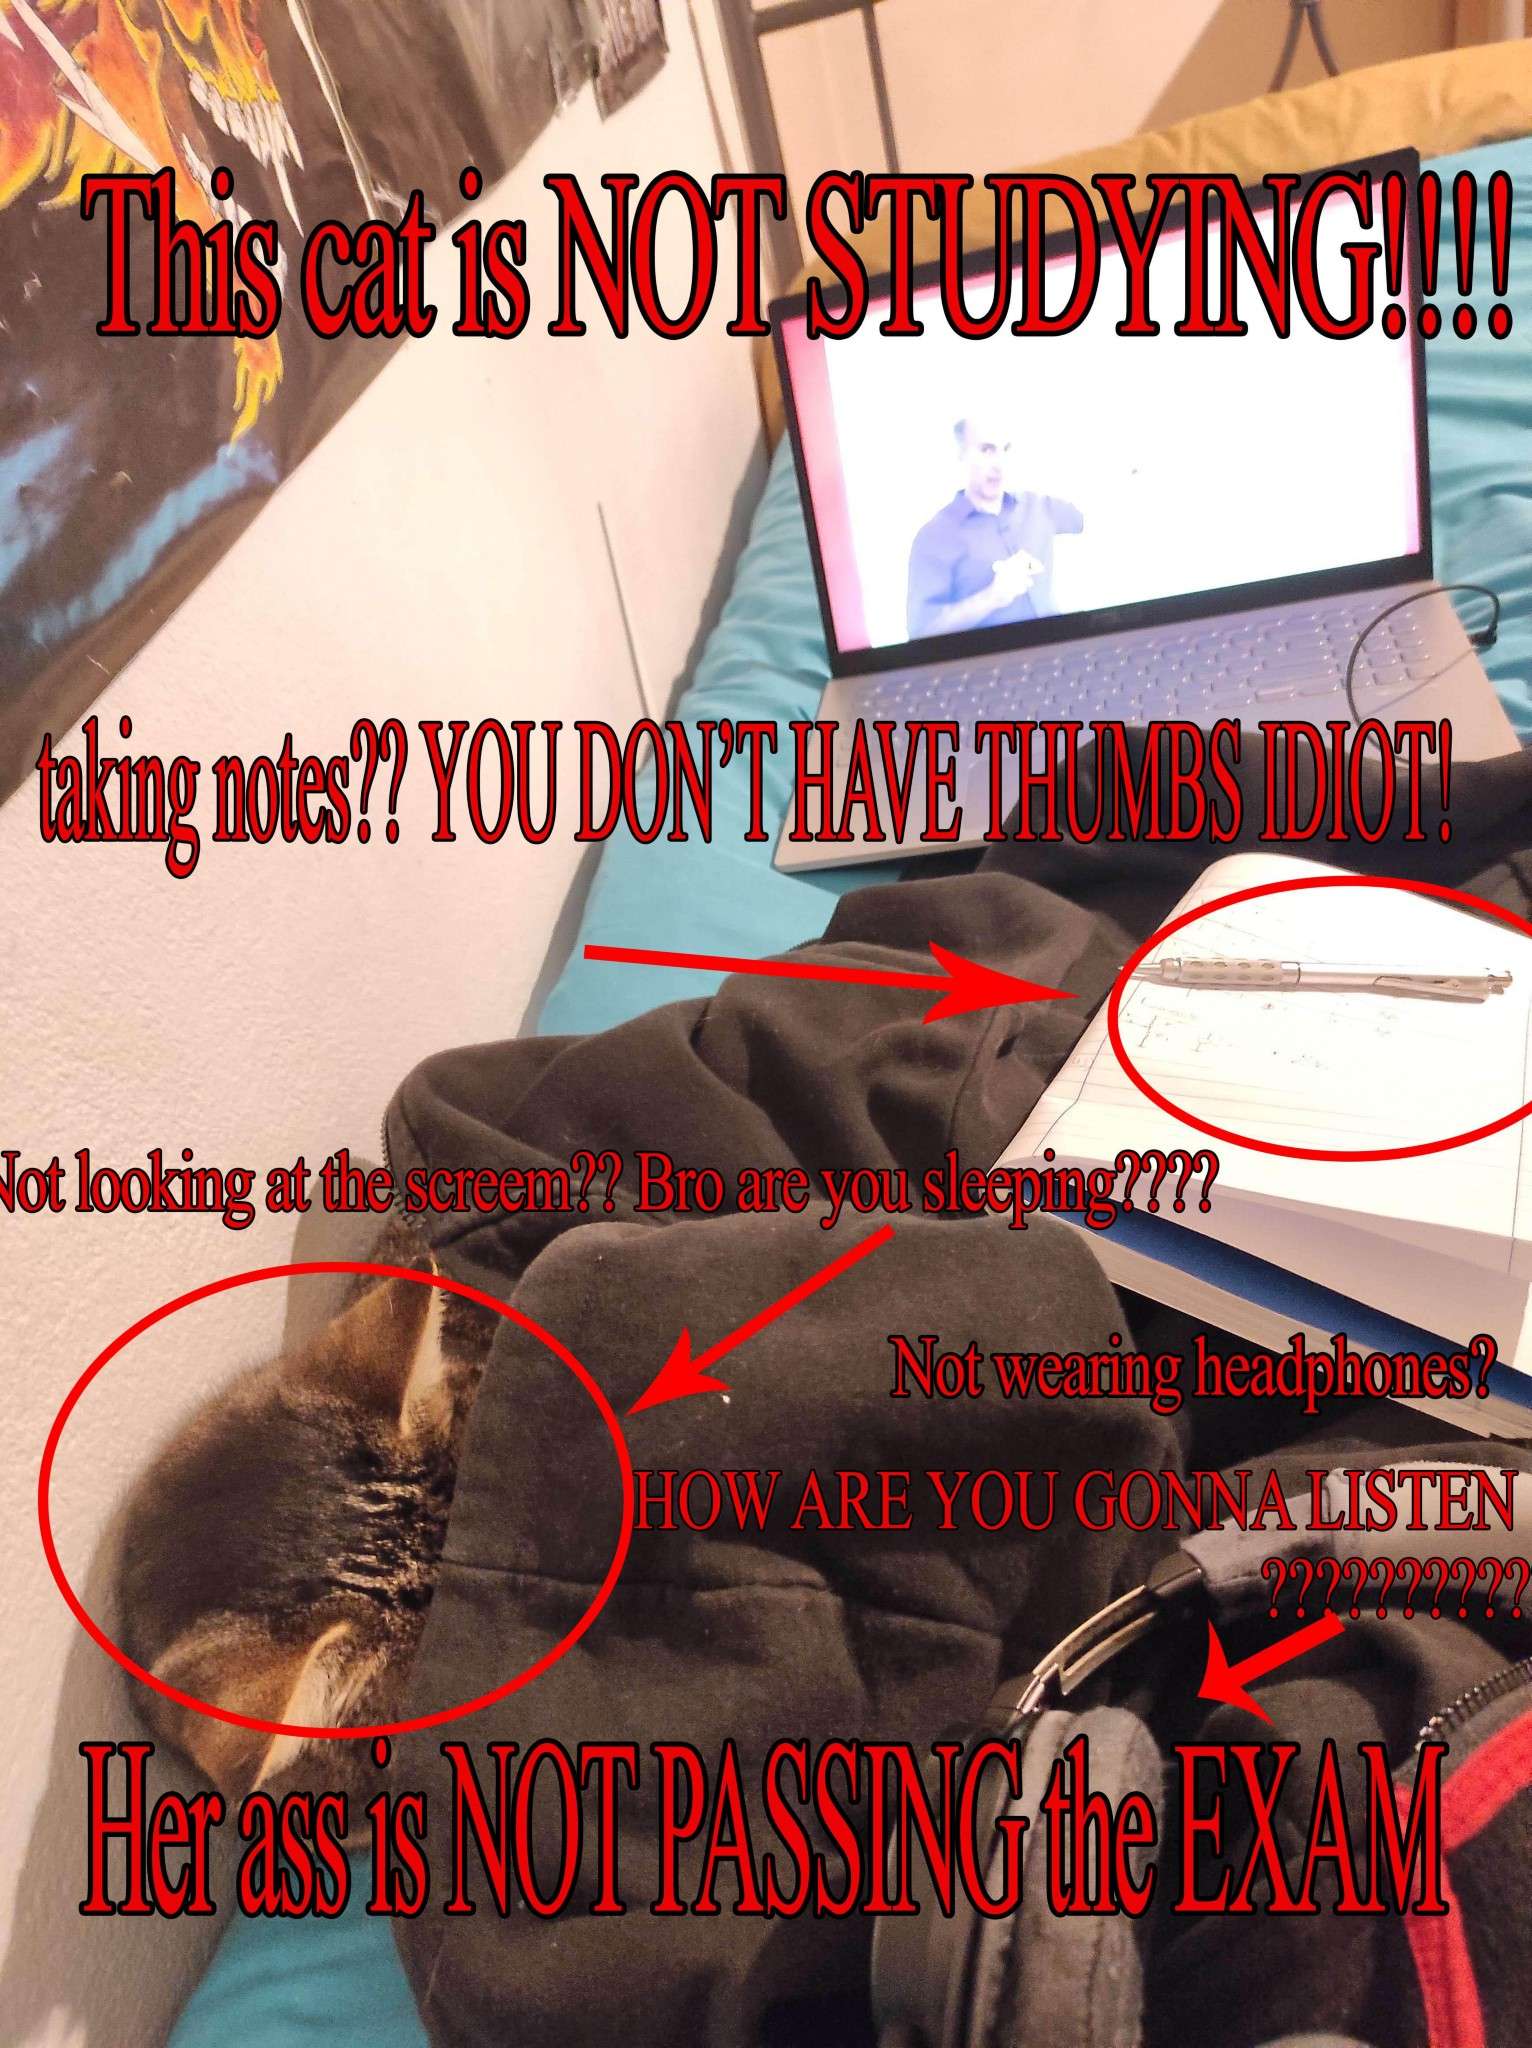 This cat is NOT STUDYING!!!!
taking notes?? YOU DON'T HAVE THUMBS IDIOT!
Not looking at the screem?? Bro are you sleeping????
Not wearing headphones?
HOW ARE YOU GONNA LISTEN
??????????
Her ass is NOT PASSING the EXAM